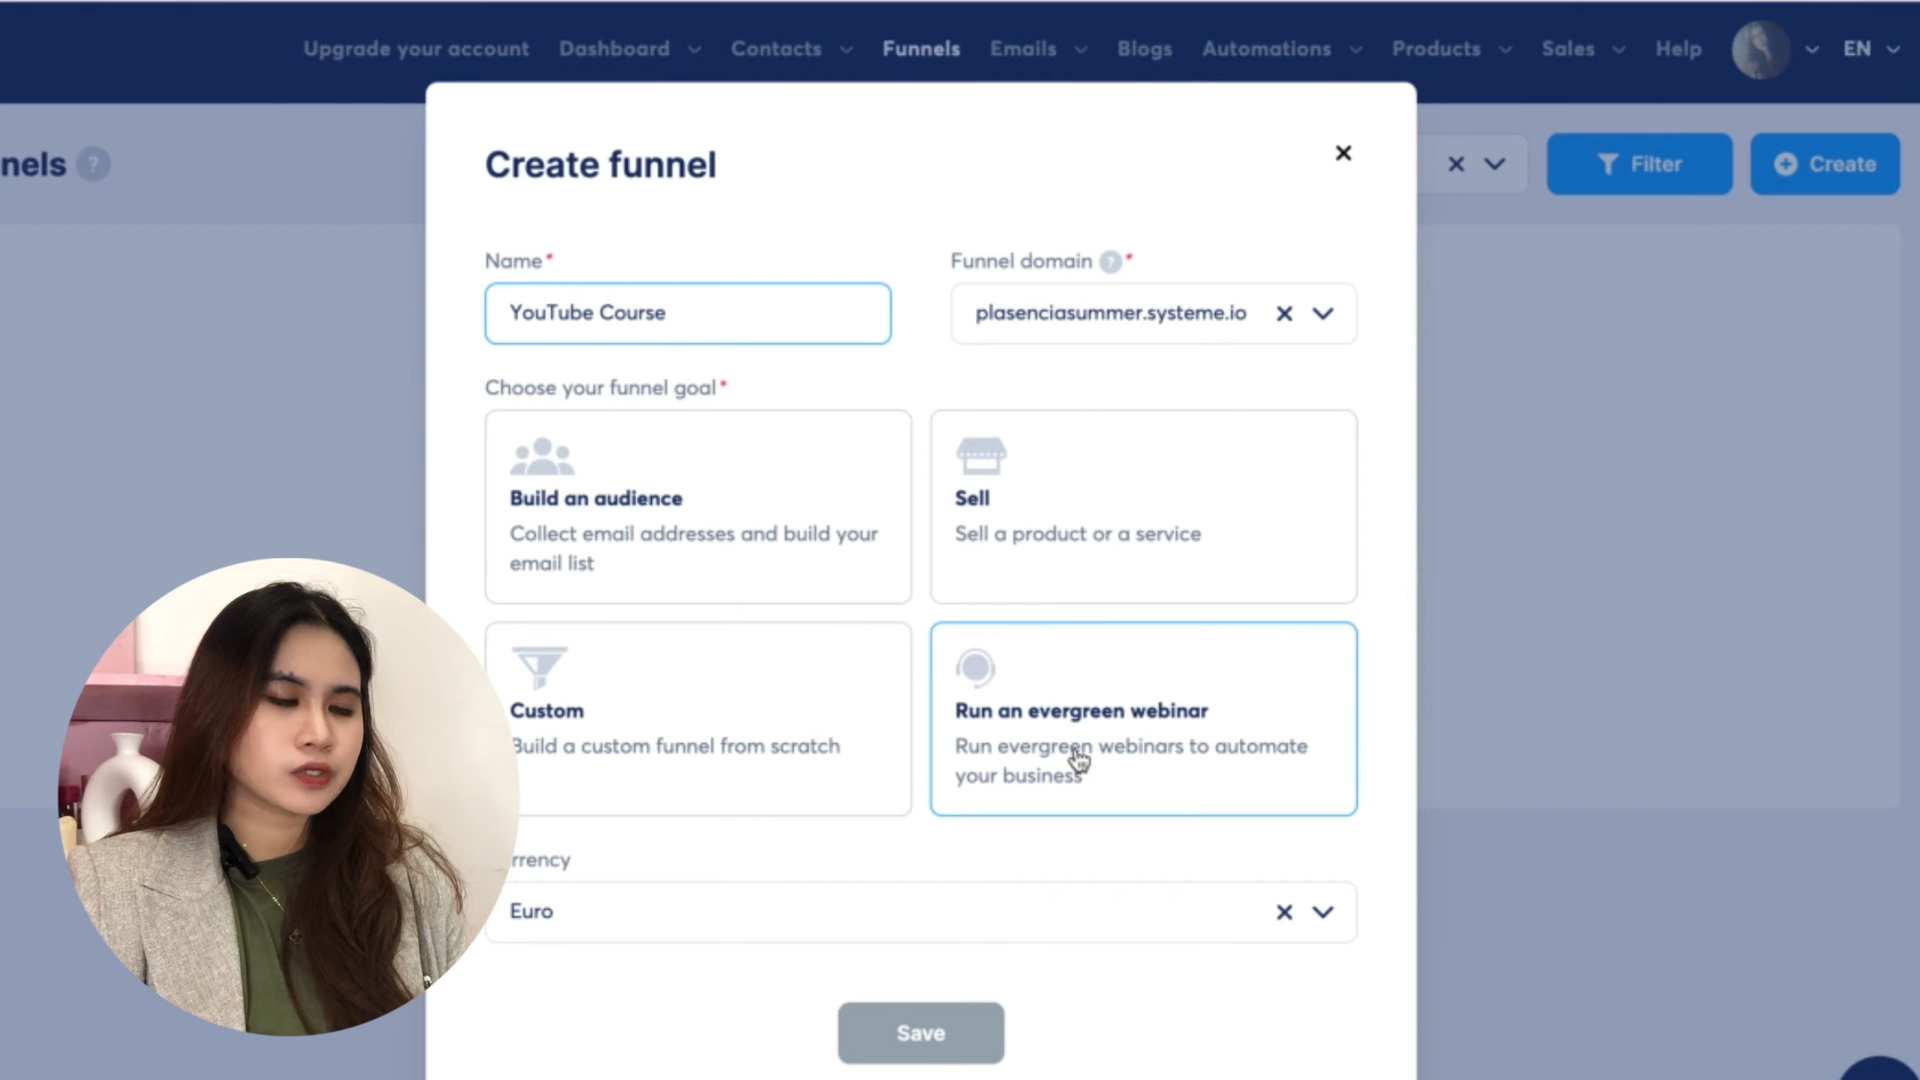 Upgrade your account Dashboard Contacts Funnels Emails Blogs Automations Products Sales Help EN
nels ?
Filter
Create
Create funnel
Name*
Funnel domain ? *
YouTube Course
plasenciasummer.systeme.io
Choose your funnel goal*
Build an audience
Collect email addresses and build your
email list
Sell
Sell a product or a service
Custom
Build a custom funnel from scratch
Run an evergreen webinar
Run evergreen webinars to automate
your business
rrency
Euro
Save